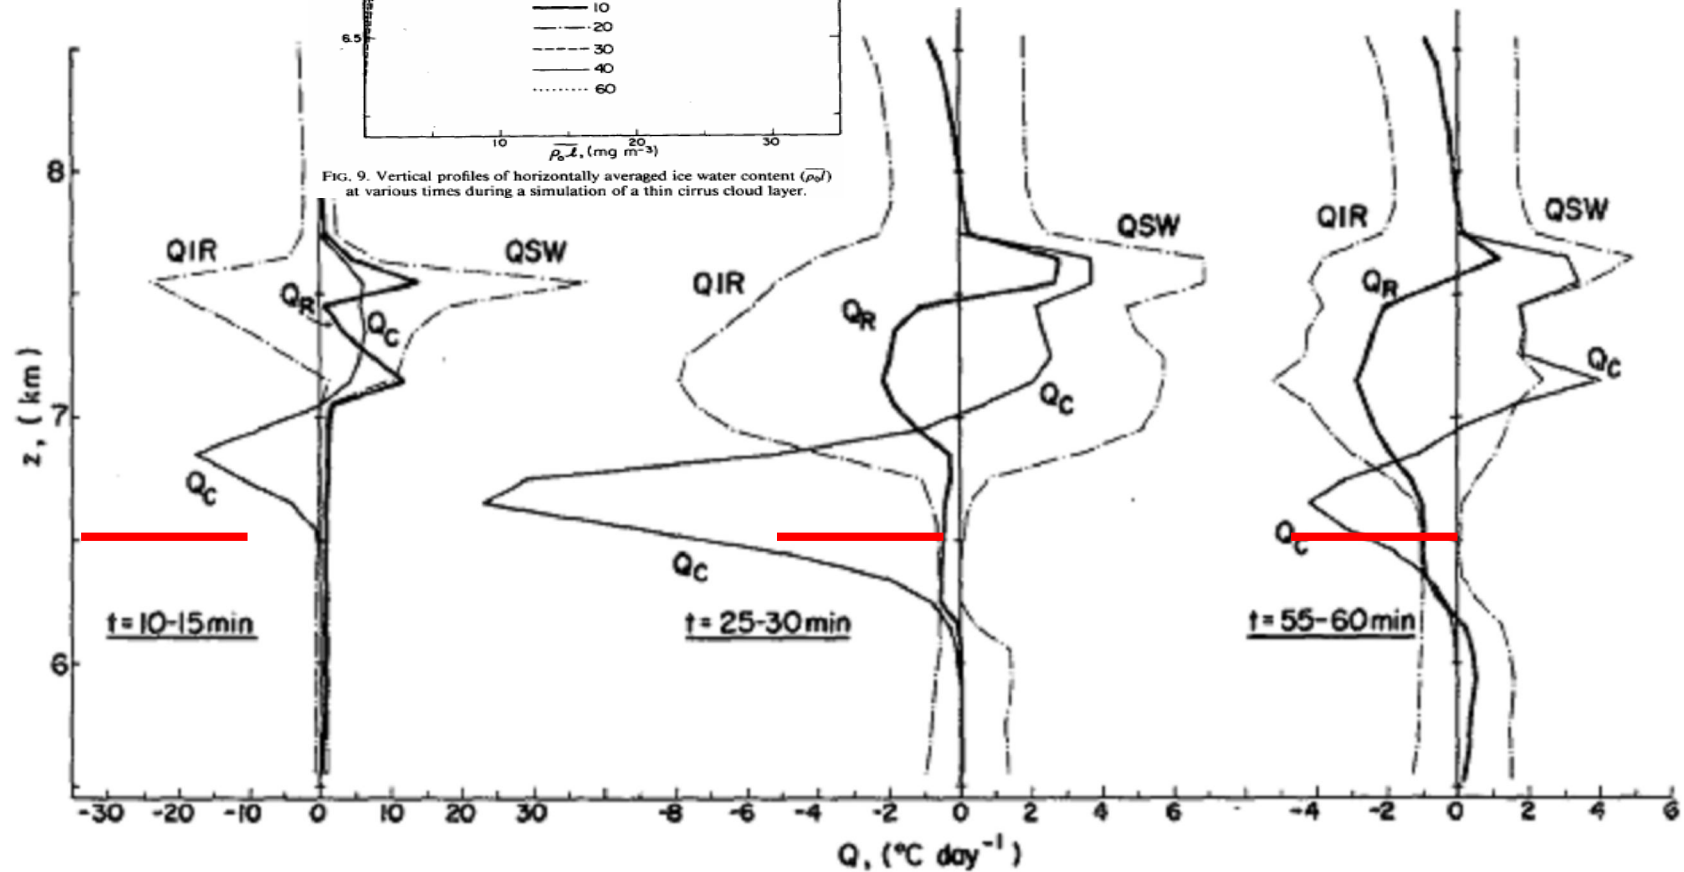 10
20
6.5
30
40
60
10 20 30
ρ₀l, (mg m⁻³)
FIG. 9. Vertical profiles of horizontally averaged ice water content (ρ₀l)
at various times during a simulation of a thin cirrus cloud layer.
8
7
6
z, (km)
QIR
QSW
QR
QC
QC
t=10-15min
QIR
QSW
QR
QC
QC
t=25-30min
QIR
QSW
QR
QC
QC
t=55-60min
-30 -20 -10 0 10 20 30 -8 -6 -4 -2 0 2 4 6 -4 -2 0 2 4 6
Q, (°C day⁻¹)